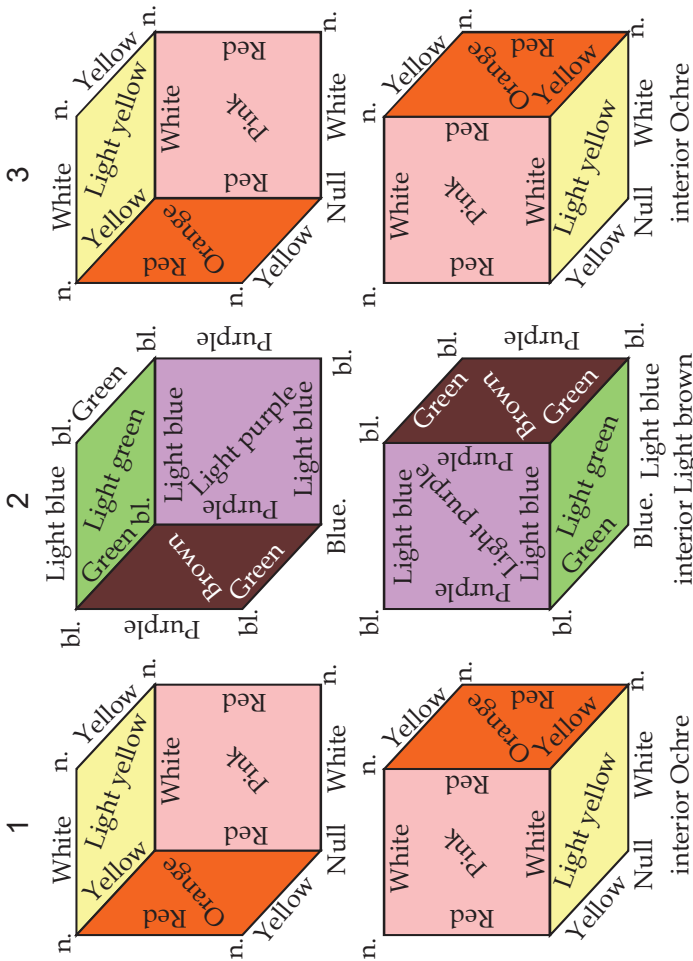 1
n.
White
n.
Yellow
n.
Yellow
Light yellow
White
Red
Orange
Red
Pink
Red
n.
Yellow
Null
White
n.
2
bl.
Light blue
bl.
Green
Green
Light green
bl.
bl.
Purple
Brown
Green
Light blue
Purple
Light purple
Light blue
Purple
bl.
Blue.
bl.
3
n.
White
n.
Yellow
n.
Yellow
Light yellow
White
Red
Orange
Red
Pink
Red
n.
Yellow
Null
White
n.
n.
n.
Yellow
n.
White
Red
Pink
Red
Orange
Red
Yellow
White
Light yellow
Yellow
Null
White
n.
interior Ochre
bl.
bl.
bl.
Light blue
Purple
Light purple
Purple
Green
Brown
Green
Purple
Light blue
Light green
Green
bl.
Blue.
Light blue
bl.
interior Light brown
n.
n.
Yellow
n.
White
Red
Pink
Red
Orange
Red
Yellow
White
Light yellow
Yellow
Null
White
n.
interior Ochre